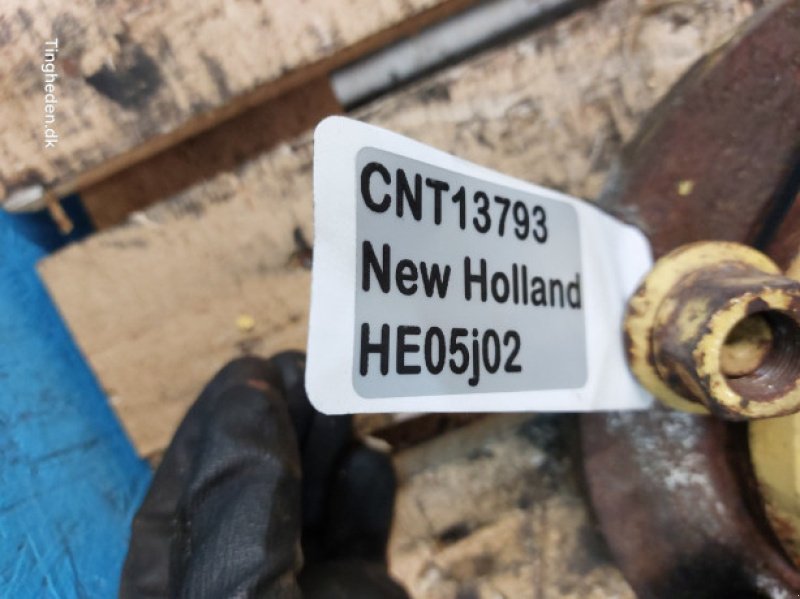 Tingheden.dk
CNT13793
New Holland
HE05j02